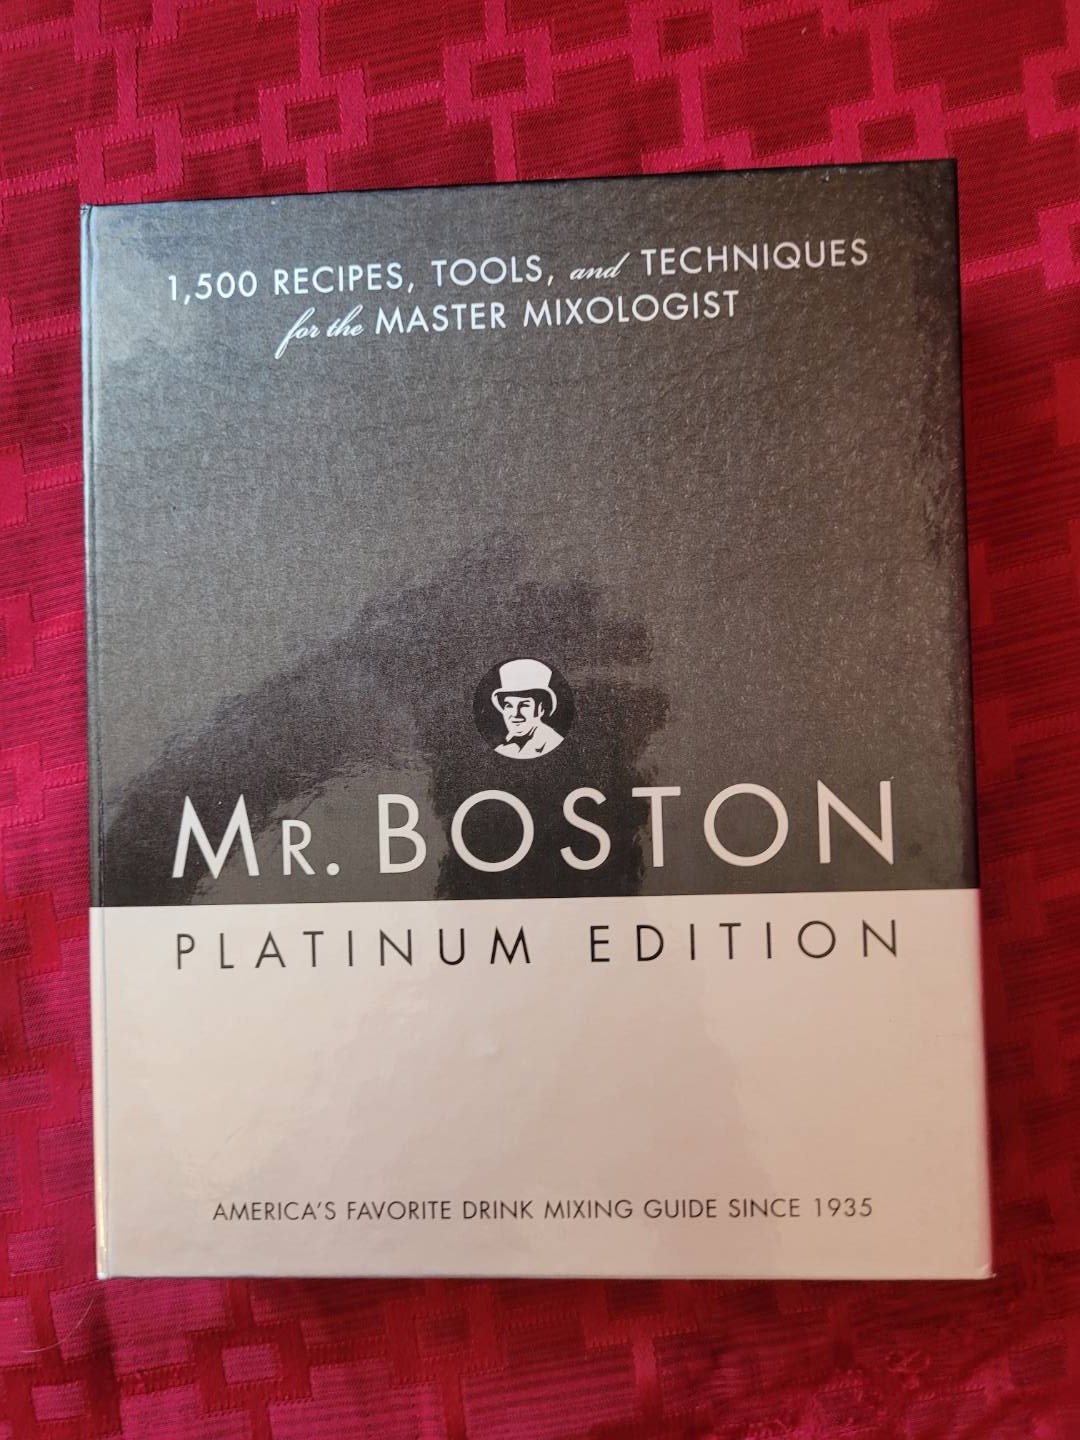 1,500 RECIPES, TOOLS, and TECHNIQUES
for the MASTER MIXOLOGIST
MR. BOSTON
PLATINUM EDITION
AMERICA'S FAVORITE DRINK MIXING GUIDE SINCE 1935